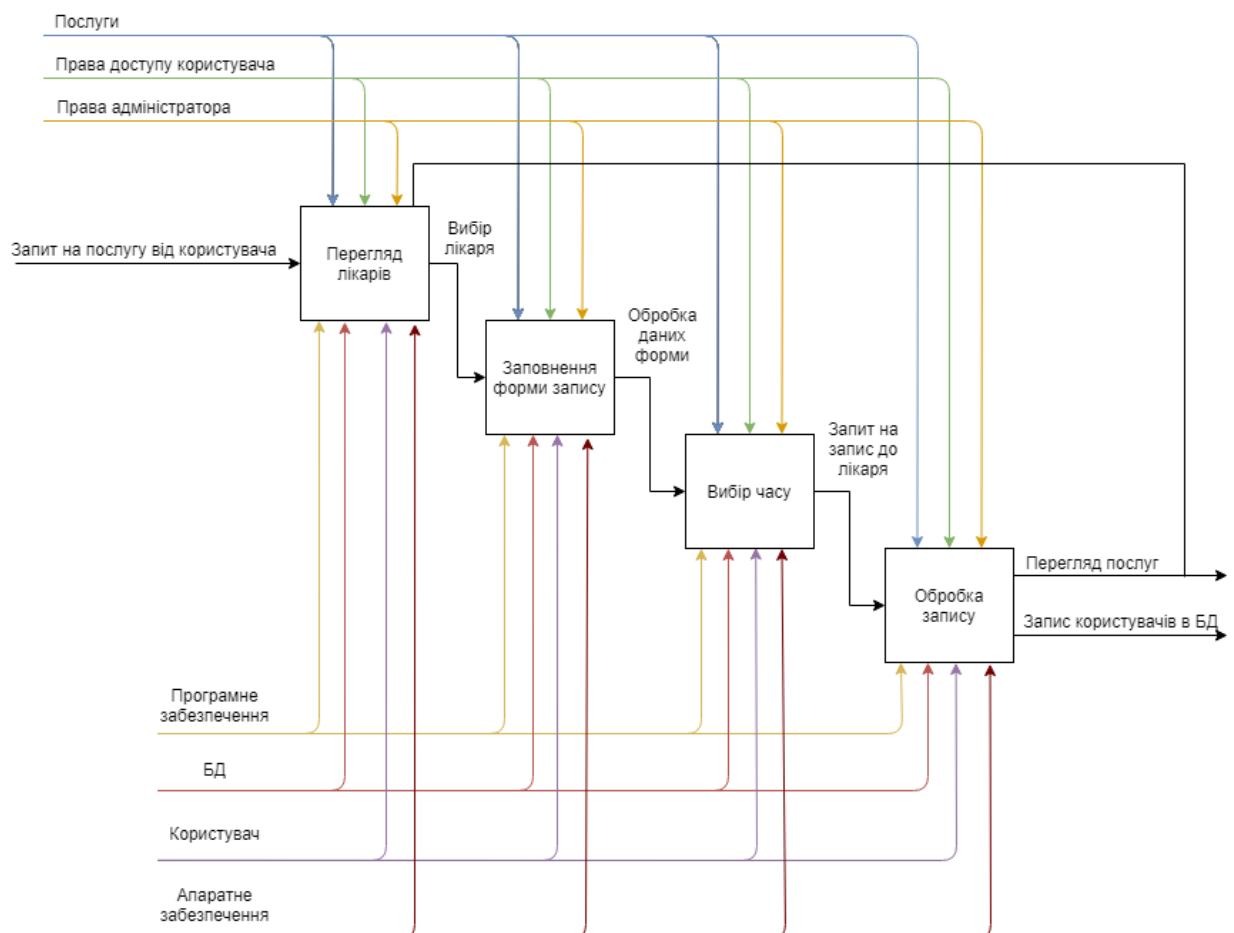 Послуги
Права доступу користувача
Права адміністратора
Запит на послугу від користувача
Перегляд
лікарів
Вибір
лікаря
Заповнення
форми запису
Обробка
даних
форми
Вибір часу
Запит на
запис до
лікаря
Обробка
запису
Перегляд послуг
Запис користувачів в БД
Програмне
забезпечення
БД
Користувач
Апаратне
забезпечення